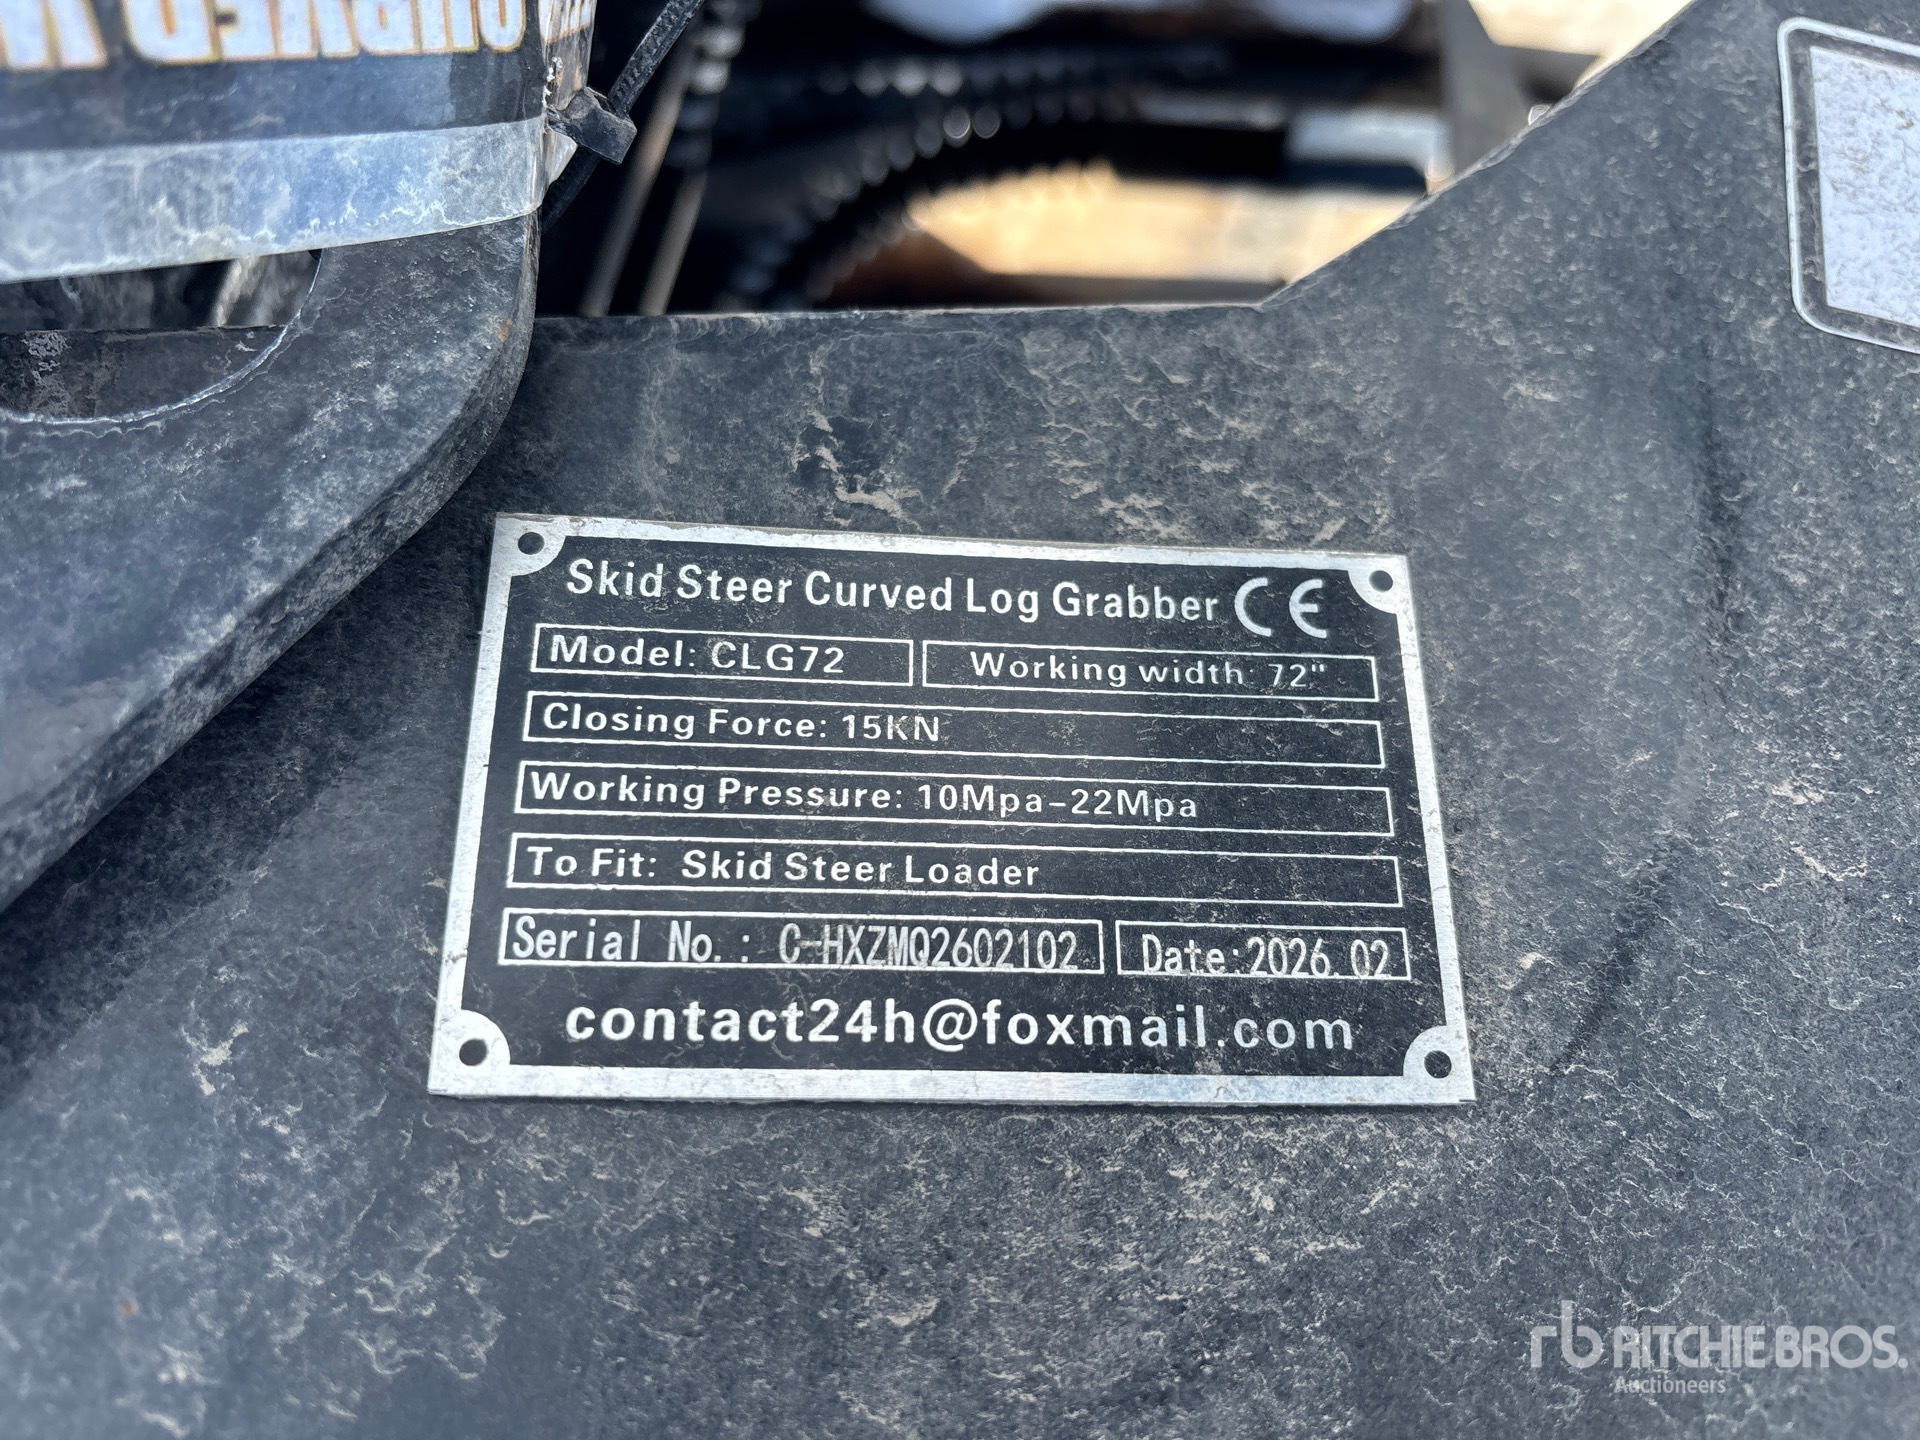 Skid Steer Curved Log Grabber CE
Model: CLG72
Working width: 72"
Closing Force: 15KN
Working Pressure: 10Mpa-22Mpa
To Fit: Skid Steer Loader
Serial No.: C-HXZMQ2602102
Date:2026.02
contact24h@foxmail.com
rb RITCHIE BROS.
Auctioneers